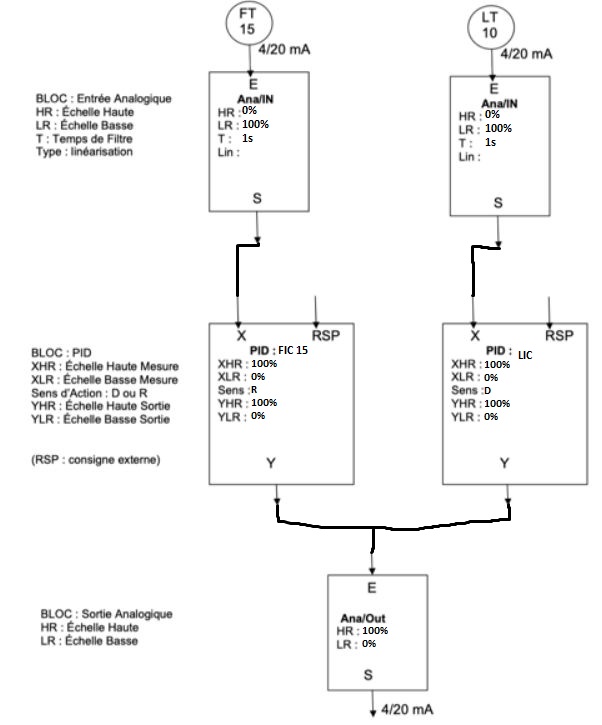 FT
15
4/20 mA
LT
10
4/20 mA
BLOC : Entrée Analogique
HR : Échelle Haute
LR : Échelle Basse
T : Temps de Filtre
Type : linéarisation
E
Ana/IN
HR : 0%
LR : 100%
T : 1s
Lin :
S
E
Ana/IN
HR : 0%
LR : 100%
T : 1s
Lin :
S
BLOC : PID
XHR : Échelle Haute Mesure
XLR : Échelle Basse Mesure
Sens d'Action : D ou R
YHR : Échelle Haute Sortie
YLR : Échelle Basse Sortie
(RSP : consigne externe)
X RSP
PID : FIC 15
XHR : 100%
XLR : 0%
Sens : R
YHR : 100%
YLR : 0%
Y
X RSP
PID : LIC
XHR : 100%
XLR : 0%
Sens : D
YHR : 100%
YLR : 0%
Y
BLOC : Sortie Analogique
HR : Échelle Haute
LR : Échelle Basse
E
Ana/Out
HR : 100%
LR : 0%
S
4/20 mA